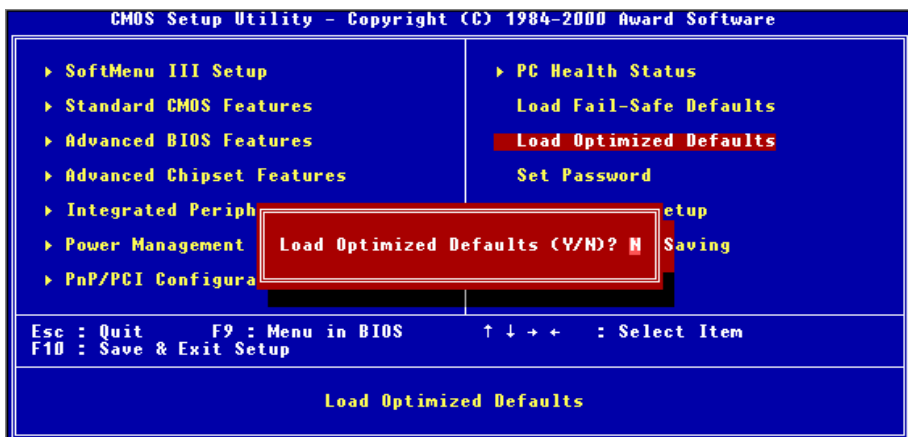 CMOS Setup Utility - Copyright (C) 1984-2000 Award Software
SoftMenu III Setup
Standard CMOS Features
Advanced BIOS Features
Advanced Chipset Features
Integrated Periph
Power Management
PnP/PCI Configura
PC Health Status
Load Fail-Safe Defaults
Load Optimized Defaults
Set Password
etup
Saving
Load Optimized Defaults (Y/N)? N
Esc : Quit F9 : Menu in BIOS ↑ ↓ → ← : Select Item
F10 : Save & Exit Setup
Load Optimized Defaults